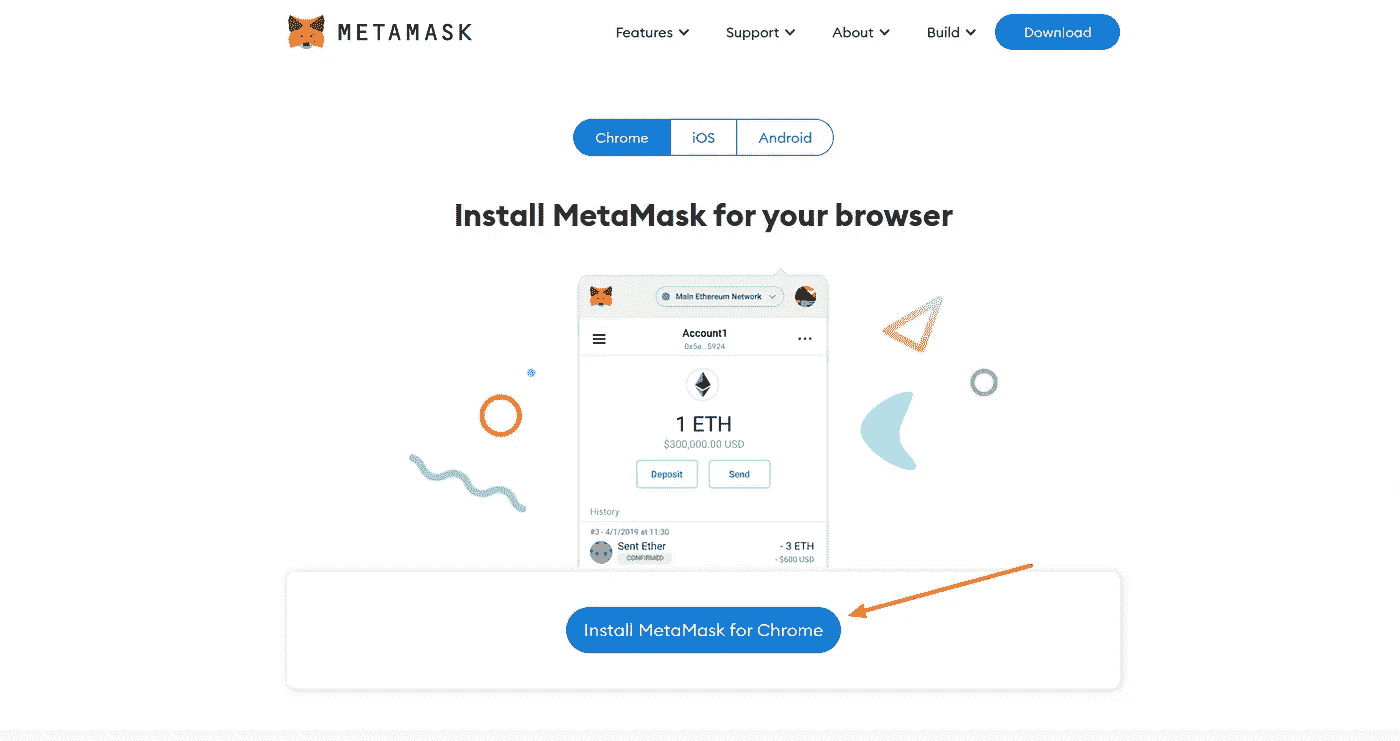 METAMASK
Features Support About Build Download
Chrome iOS Android
Install MetaMask for your browser
Main Ethereum Network
Account1
0x5e...5924
1 ETH
$300,000.00 USD
Deposit Send
History
#3 - 4/1/2019 at 11:30
Sent Ether - 3 ETH
CONFIRMED - $600 USD
Install MetaMask for Chrome